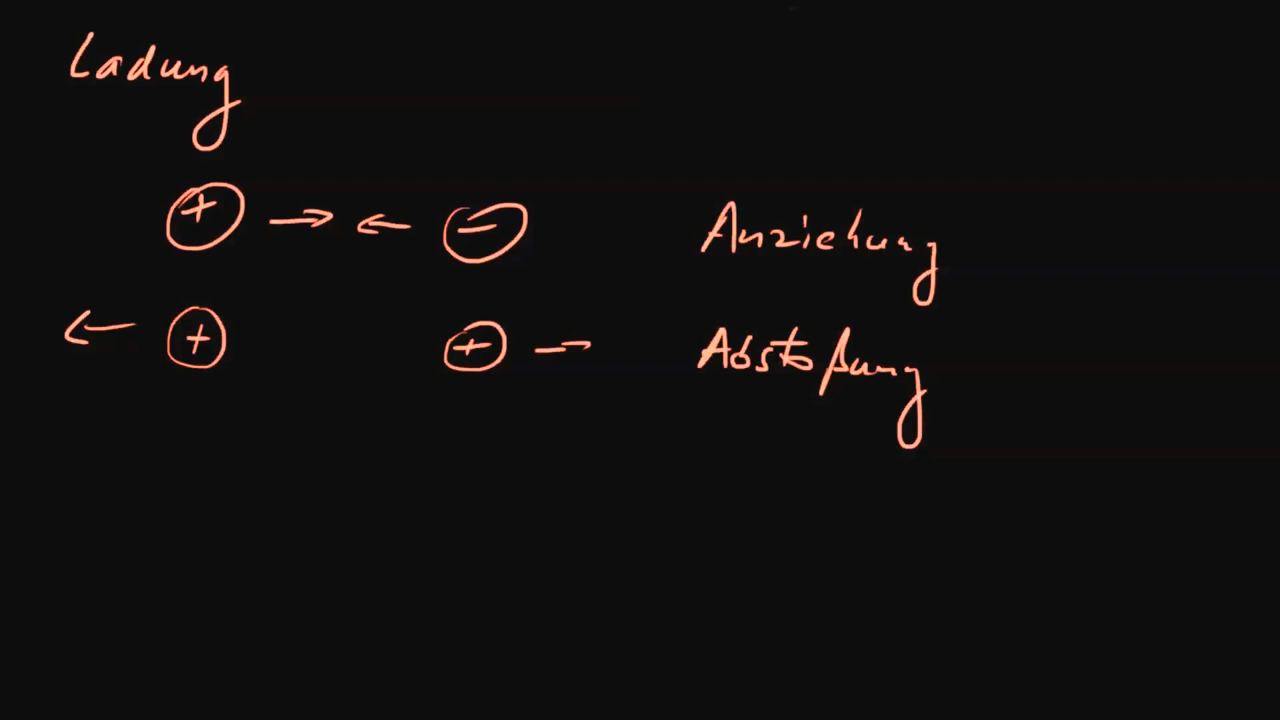 Ladung
+ → ← − Anziehung
← + + → Abstoßung